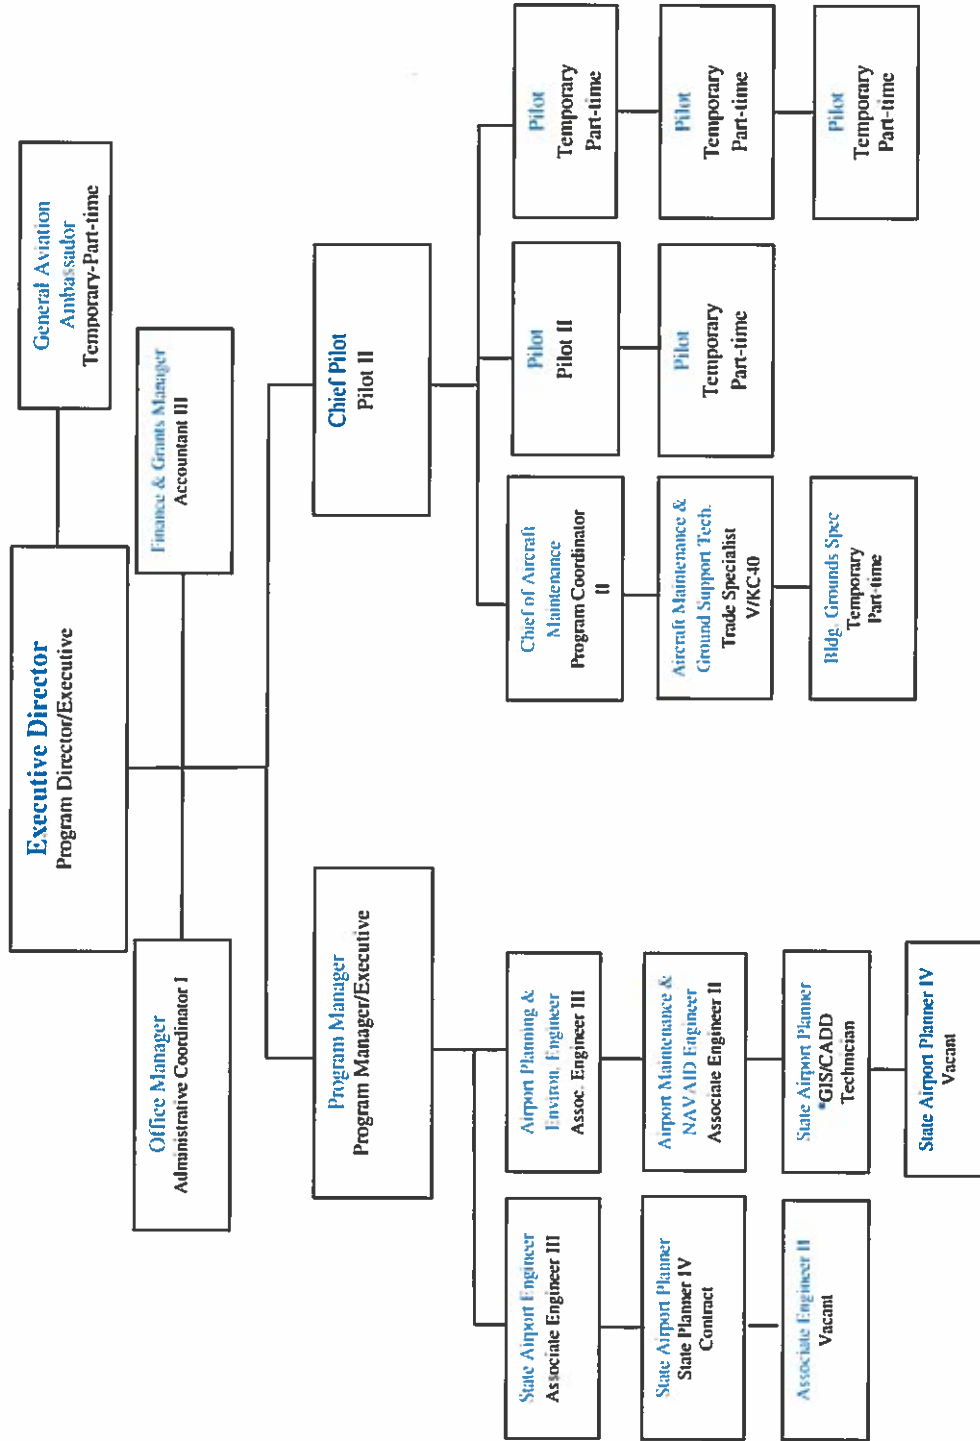 Executive Director
Program Director/Executive
General Aviation
Ambassador
Temporary-Part-time
Office Manager
Administrative Coordinator I
Finance & Grants Manager
Accountant III
Program Manager
Program Manager/Executive
Chief Pilot
Pilot II
State Airport Engineer
Associate Engineer III
Airport Planning &
Environ. Engineer
Assoc. Engineer III
Chief of Aircraft
Maintenance
Program Coordinator
II
Pilot
Pilot II
Pilot
Temporary
Part-time
State Airport Planner
State Planner IV
Contract
Airport Maintenance &
NAVAID Engineer
Associate Engineer II
Aircraft Maintenance &
Ground Support Tech.
Trade Specialist
V/KC40
Pilot
Temporary
Part-time
Pilot
Temporary
Part-time
Associate Engineer II
Vacant
State Airport Planner
*GIS/CADD
Technician
Bldg. Grounds Spec
Temporary
Part-time
Pilot
Temporary
Part-time
State Airport Planner IV
Vacant